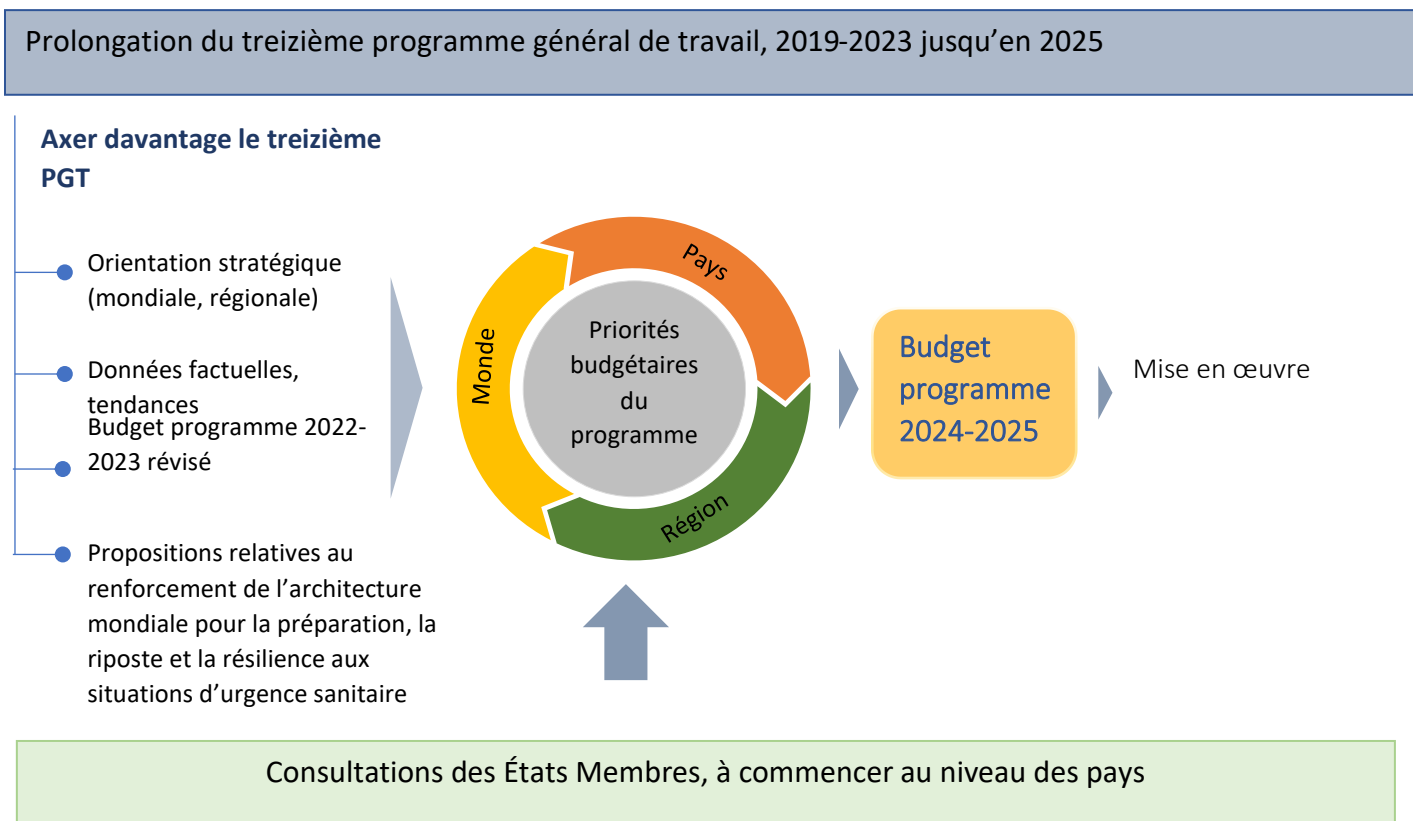 Prolongation du treizième programme général de travail, 2019-2023 jusqu’en 2025
Axer davantage le treizième
PGT
Orientation stratégique
(mondiale, régionale)
Données factuelles,
tendances
Budget programme 2022-
2023 révisé
Propositions relatives au
renforcement de l’architecture
mondiale pour la préparation, la
riposte et la résilience aux
situations d’urgence sanitaire
Monde
Pays
Région
Priorités
budgétaires
du
programme
Budget
programme
2024-2025
Mise en œuvre
Consultations des États Membres, à commencer au niveau des pays